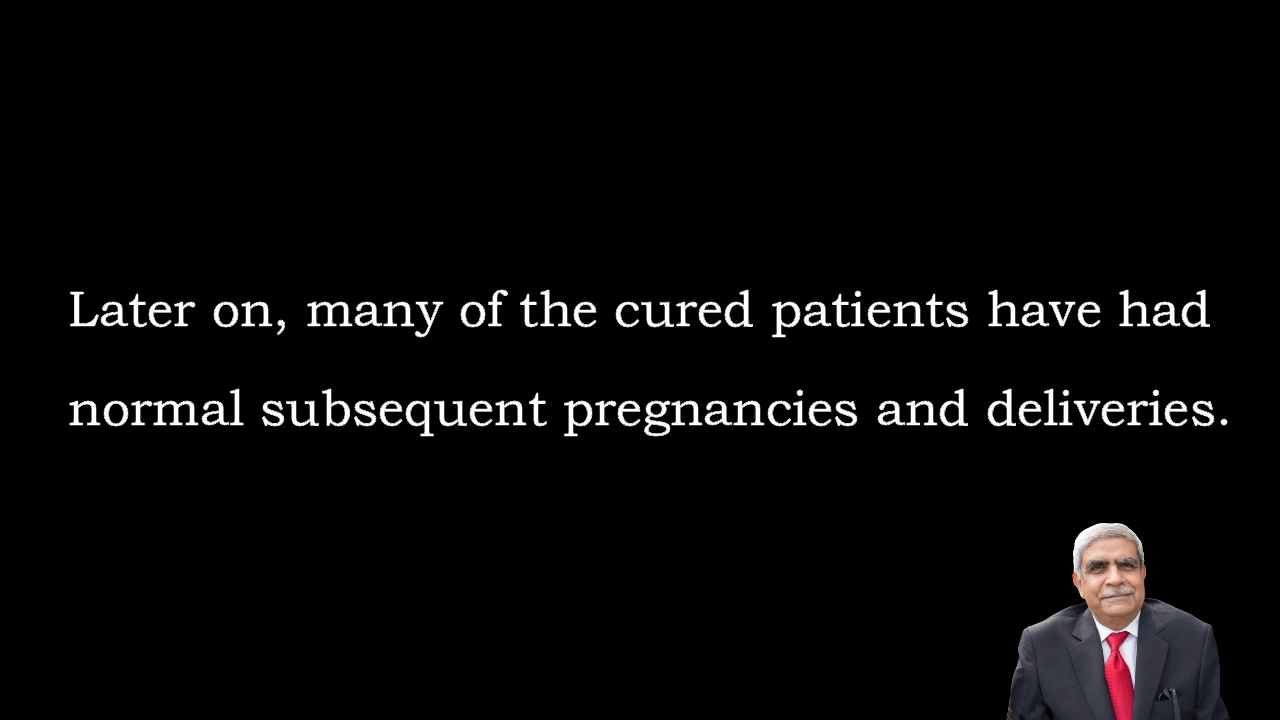 Later on, many of the cured patients have had
normal subsequent pregnancies and deliveries.